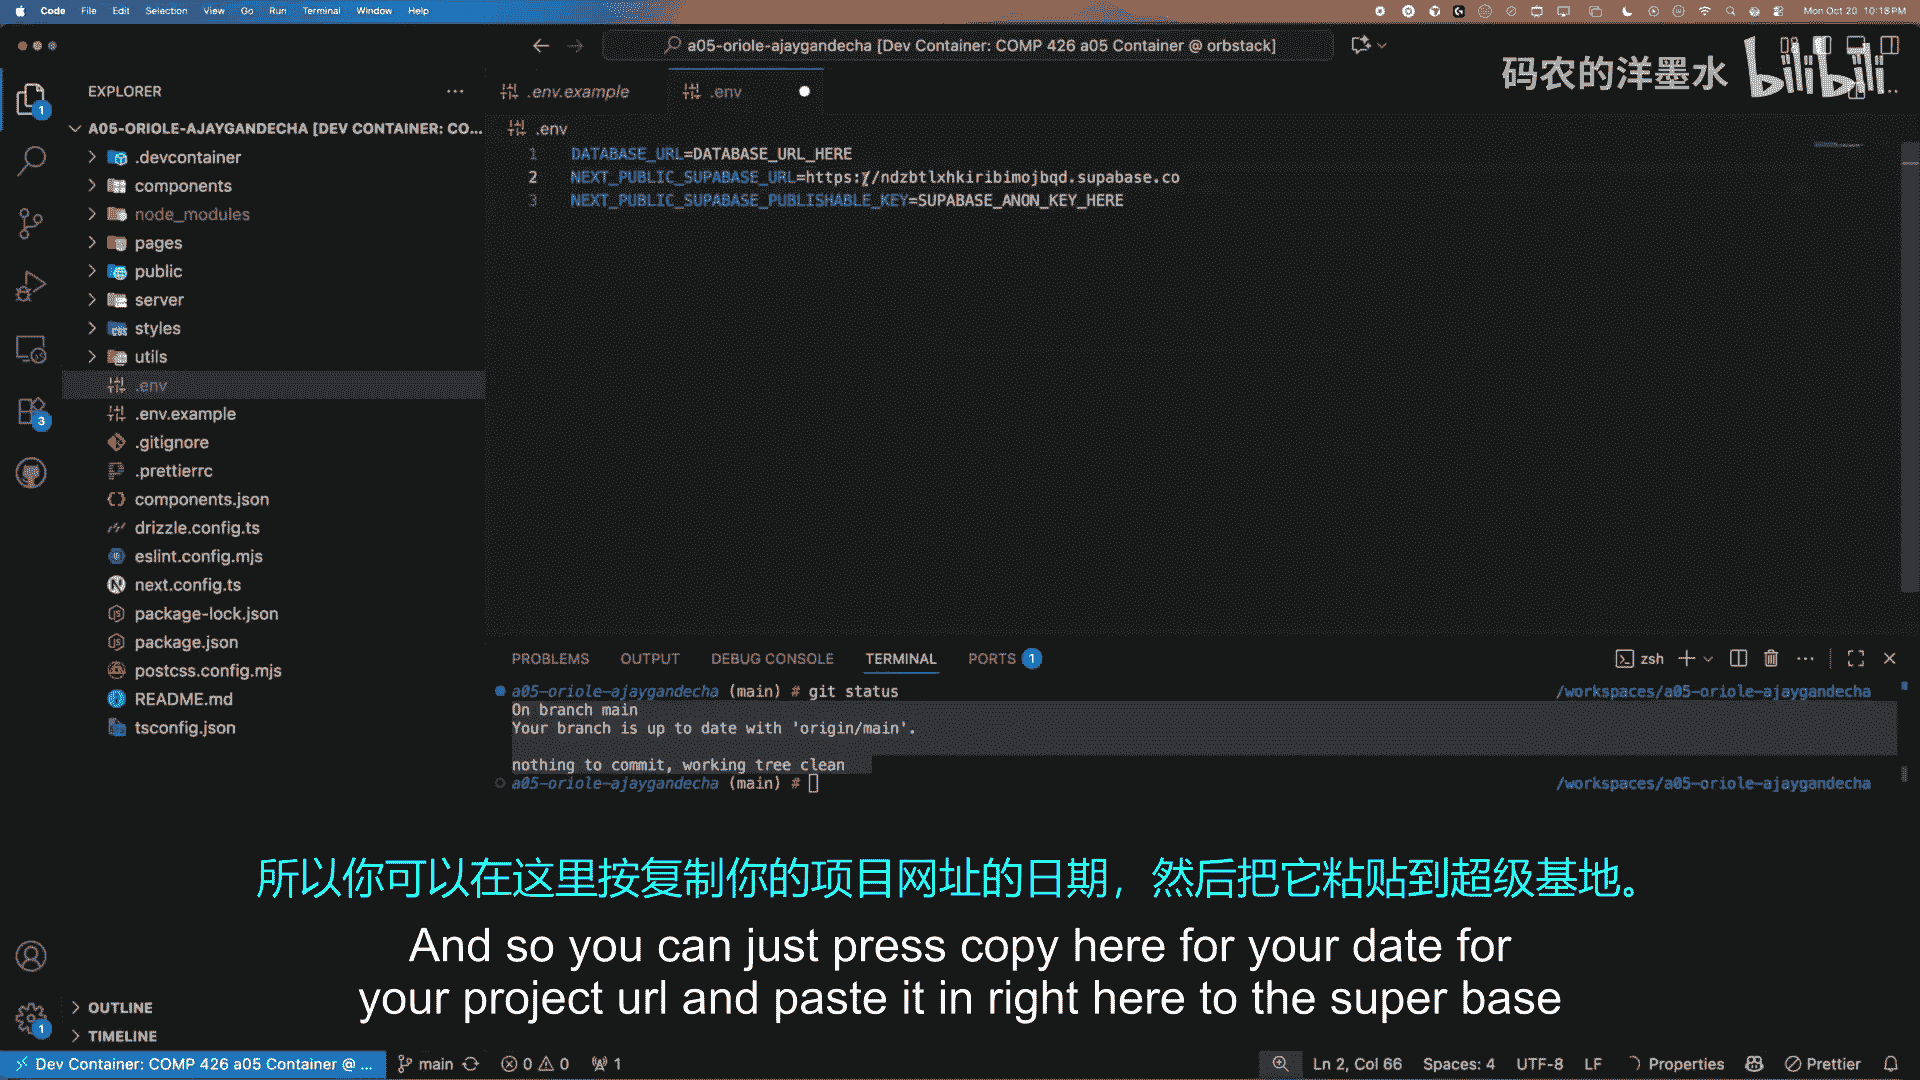 Code File Edit Selection View Go Run Terminal Window Help
Mon Oct 20 10:18 PM
a05-oriole-ajaygandecha [Dev Container: COMP 426 a05 Container @ orbstack]
码农的洋墨水
bilibili
EXPLORER
.env.example
.env
A05-ORIOLE-AJAYGANDECHA [DEV CONTAINER: CO...
.devcontainer
components
node_modules
pages
public
server
styles
utils
.env
.env.example
.gitignore
.prettierrc
components.json
drizzle.config.ts
eslint.config.mjs
next.config.ts
package-lock.json
package.json
postcss.config.mjs
README.md
tsconfig.json
OUTLINE
TIMELINE
.env
1 DATABASE_URL=DATABASE_URL_HERE
2 NEXT_PUBLIC_SUPABASE_URL=https://ndzbtlxhkiribimojbqd.supabase.co
3 NEXT_PUBLIC_SUPABASE_PUBLISHABLE_KEY=SUPABASE_ANON_KEY_HERE
PROBLEMS OUTPUT DEBUG CONSOLE TERMINAL PORTS 1
zsh
a05-oriole-ajaygandecha (main) # git status /workspaces/a05-oriole-ajaygandecha
On branch main
Your branch is up to date with 'origin/main'.
nothing to commit, working tree clean
a05-oriole-ajaygandecha (main) # /workspaces/a05-oriole-ajaygandecha
所以你可以在这里按复制你的项目网址的日期，然后把它粘贴到超级基地。
And so you can just press copy here for your date for
your project url and paste it in right here to the super base
1
3
1
Dev Container: COMP 426 a05 Container @ ... main 0 0 1
Ln 2, Col 66 Spaces: 4 UTF-8 LF Properties Prettier